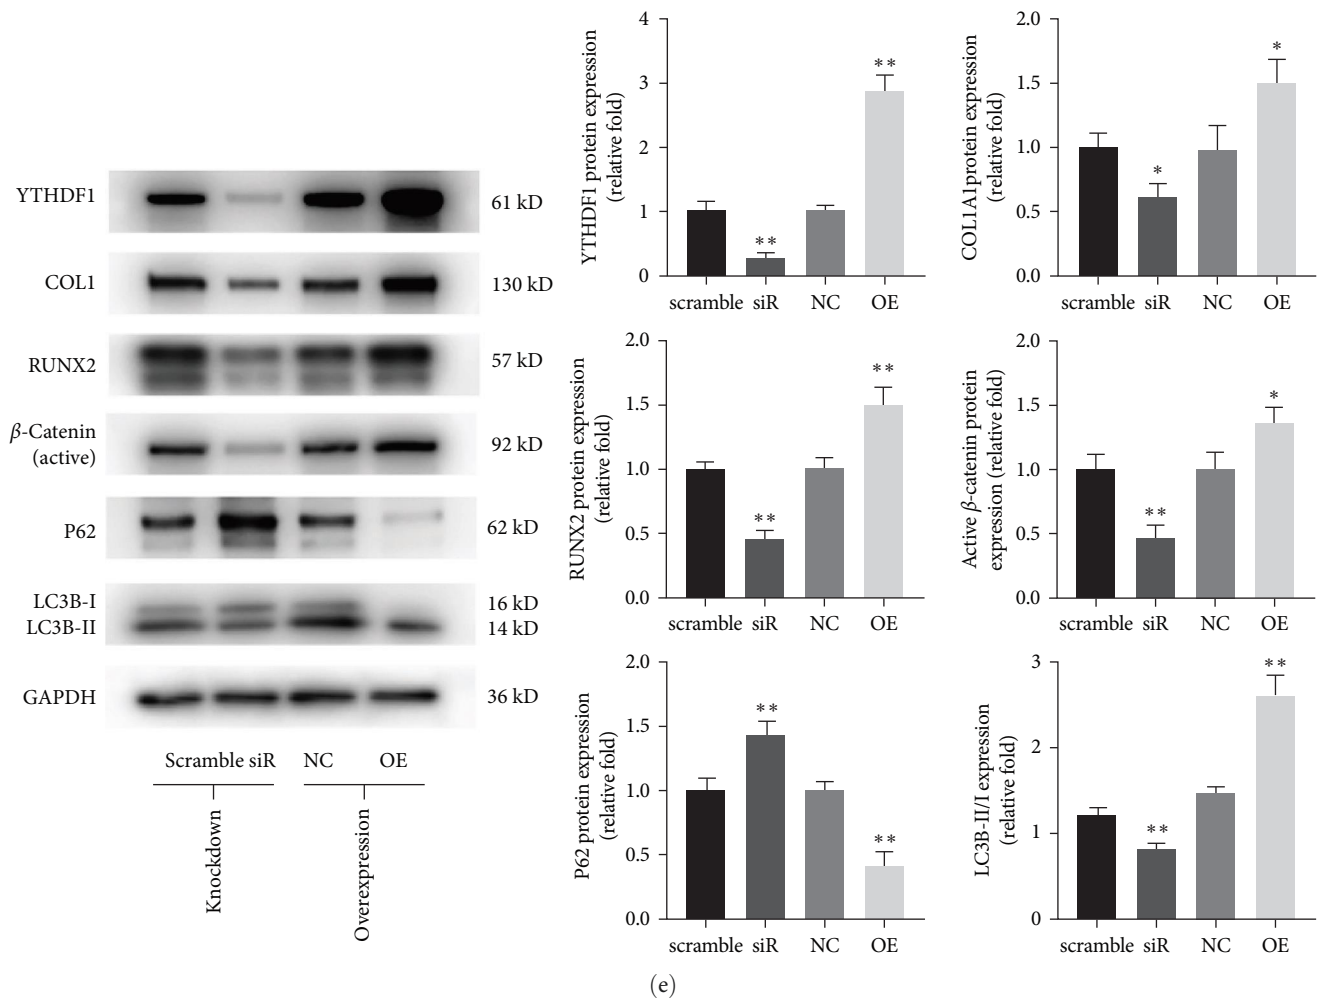 YTHDF1
61 kD
COL1
130 kD
RUNX2
57 kD
β-Catenin
(active)
92 kD
P62
62 kD
LC3B-I
16 kD
LC3B-II
14 kD
GAPDH
36 kD
Scramble siR NC OE
Knockdown
Overexpression
YTHDF1 protein expression
(relative fold)
4
3
2
1
0
**
**
scramble siR NC OE
COL1A1 protein expression
(relative fold)
2.0
1.5
1.0
0.5
0.0
*
*
scramble siR NC OE
RUNX2 protein expression
(relative fold)
2.0
1.5
1.0
0.5
0.0
**
**
scramble siR NC OE
Active β-catenin protein
expression (relative fold)
2.0
1.5
1.0
0.5
0.0
**
*
scramble siR NC OE
P62 protein expression
(relative fold)
2.0
1.5
1.0
0.5
0.0
**
**
scramble siR NC OE
LC3B-II/I expression
(relative fold)
3
2
1
0
**
**
scramble siR NC OE
(e)